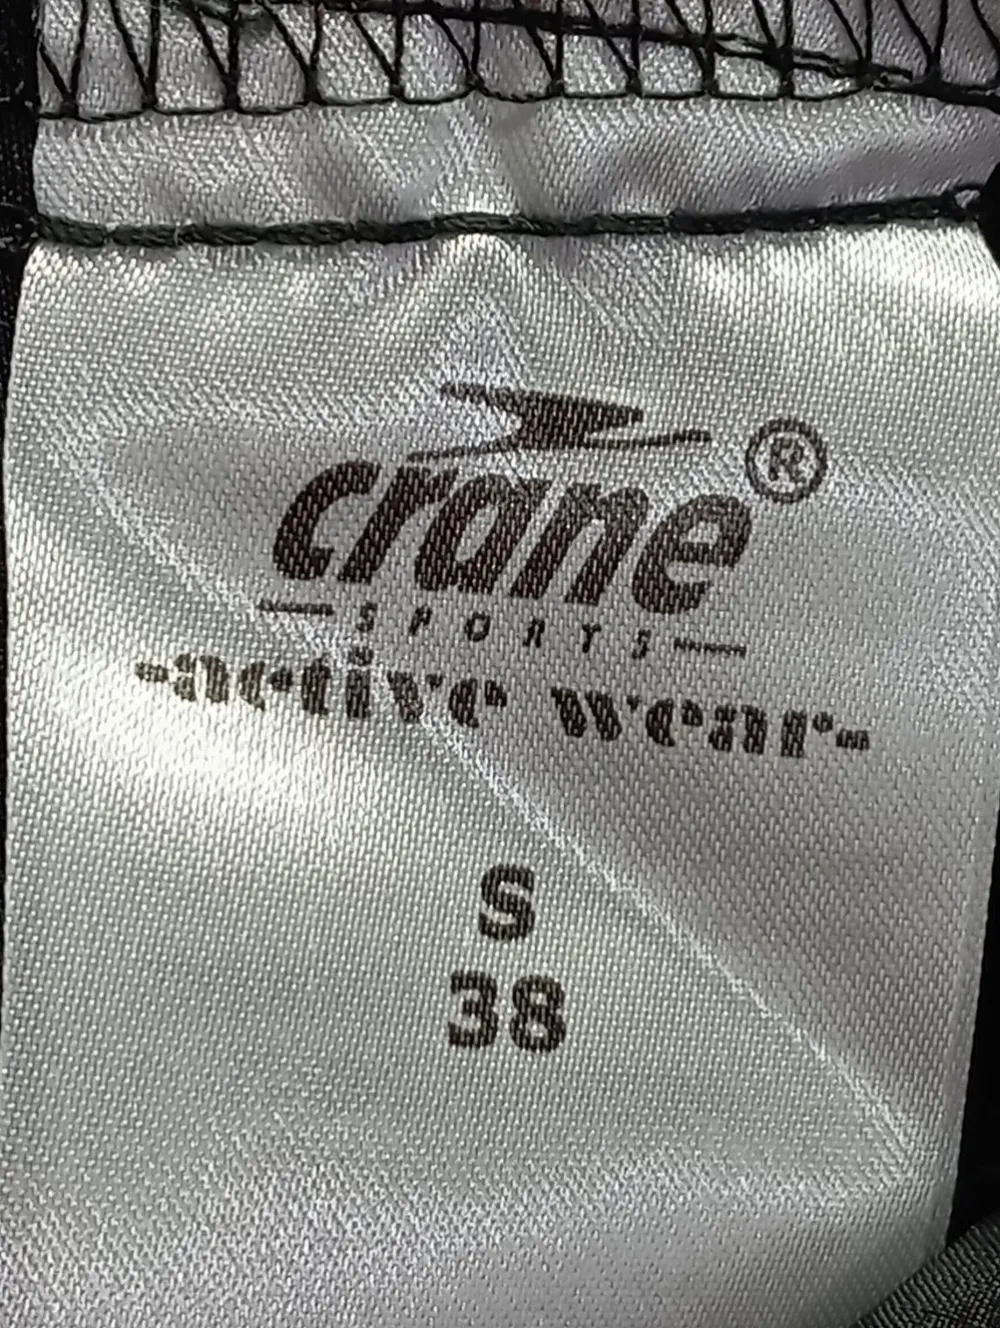 crane®
SPORTS
-active wear-
S
38